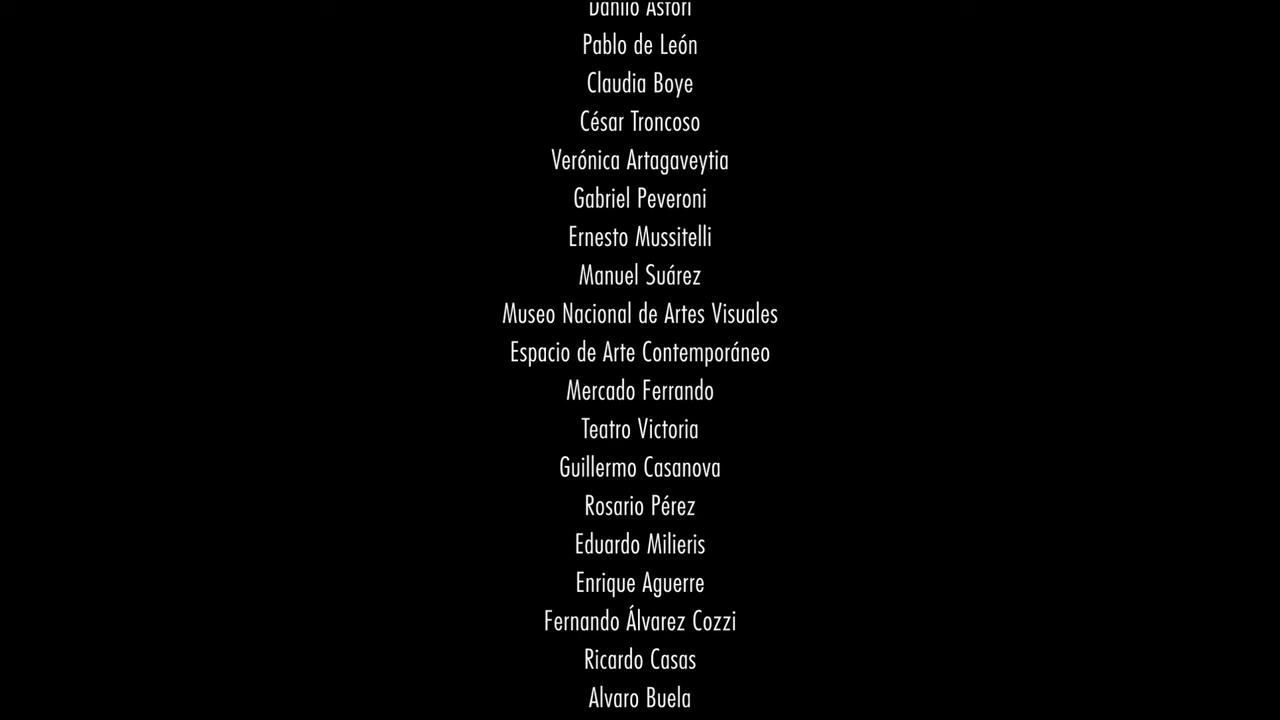 Danilo Astori
Pablo de León
Claudia Boye
César Troncoso
Verónica Artagaveytia
Gabriel Peveroni
Ernesto Mussitelli
Manuel Suárez
Museo Nacional de Artes Visuales
Espacio de Arte Contemporáneo
Mercado Ferrando
Teatro Victoria
Guillermo Casanova
Rosario Pérez
Eduardo Milieris
Enrique Aguerre
Fernando Álvarez Cozzi
Ricardo Casas
Alvaro Buela